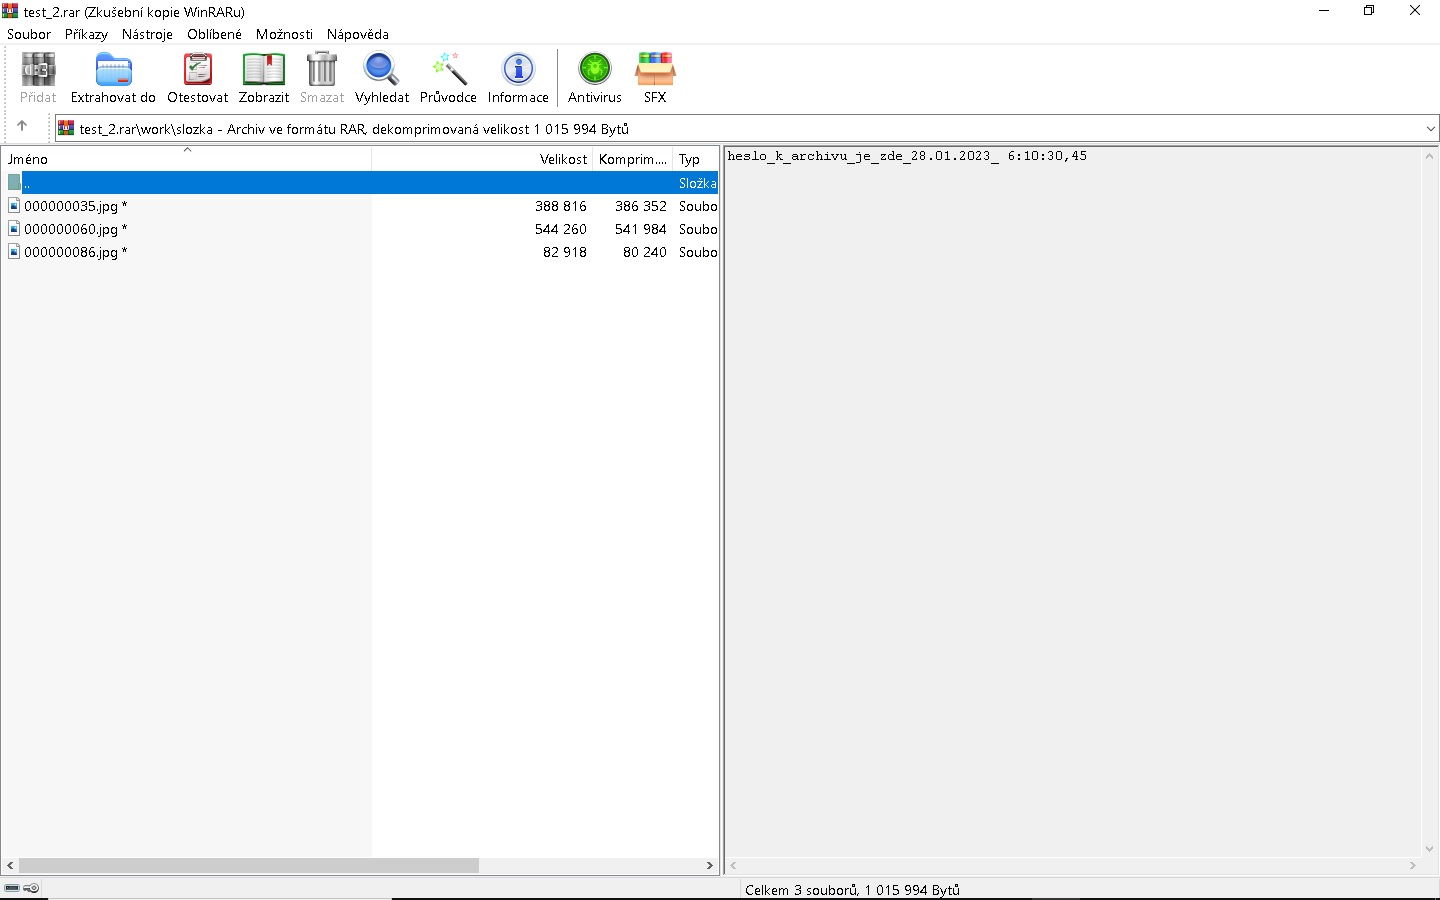 test_2.rar (Zkušební kopie WinRARu)
Soubor Příkazy Nástroje Oblíbené Možnosti Nápověda
Přidat Extrahovat do Otestovat Zobrazit Smazat Vyhledat Průvodce Informace Antivirus SFX
test_2.rar\work\slozka - Archiv ve formátu RAR, dekomprimovaná velikost 1 015 994 Bytů
Jméno Velikost Komprim.... Typ
.. Složka
000000035.jpg * 388 816 386 352 Soubo
000000060.jpg * 544 260 541 984 Soubo
000000086.jpg * 82 918 80 240 Soubo
heslo_k_archivu_je_zde_28.01.2023_ 6:10:30,45
Celkem 3 souborů, 1 015 994 Bytů